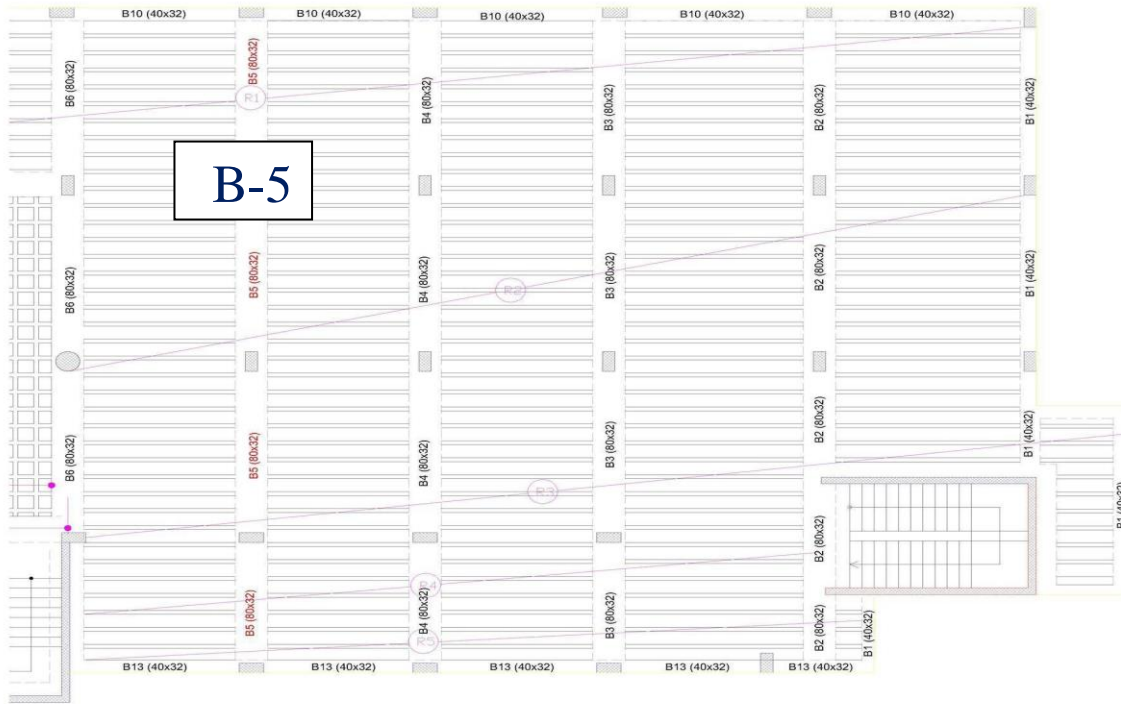 B10 (40x32)
B10 (40x32)
B10 (40x32)
B10 (40x32)
B10 (40x32)
B6 (80x32)
B5 (80x32)
B4 (80x32)
B3 (80x32)
B2 (80x32)
B1 (40x32)
R1
B-5
B6 (80x32)
B5 (80x32)
B4 (80x32)
B3 (80x32)
B2 (80x32)
B1 (40x32)
R2
B6 (80x32)
B5 (80x32)
B4 (80x32)
B3 (80x32)
B2 (80x32)
B1 (40x32)
R3
B1 (40x32)
B2 (80x32)
R4
B5 (80x32)
B4 (80x32)
B3 (80x32)
B2 (80x32)
B1 (40x32)
R5
B13 (40x32)
B13 (40x32)
B13 (40x32)
B13 (40x32)
B13 (40x32)